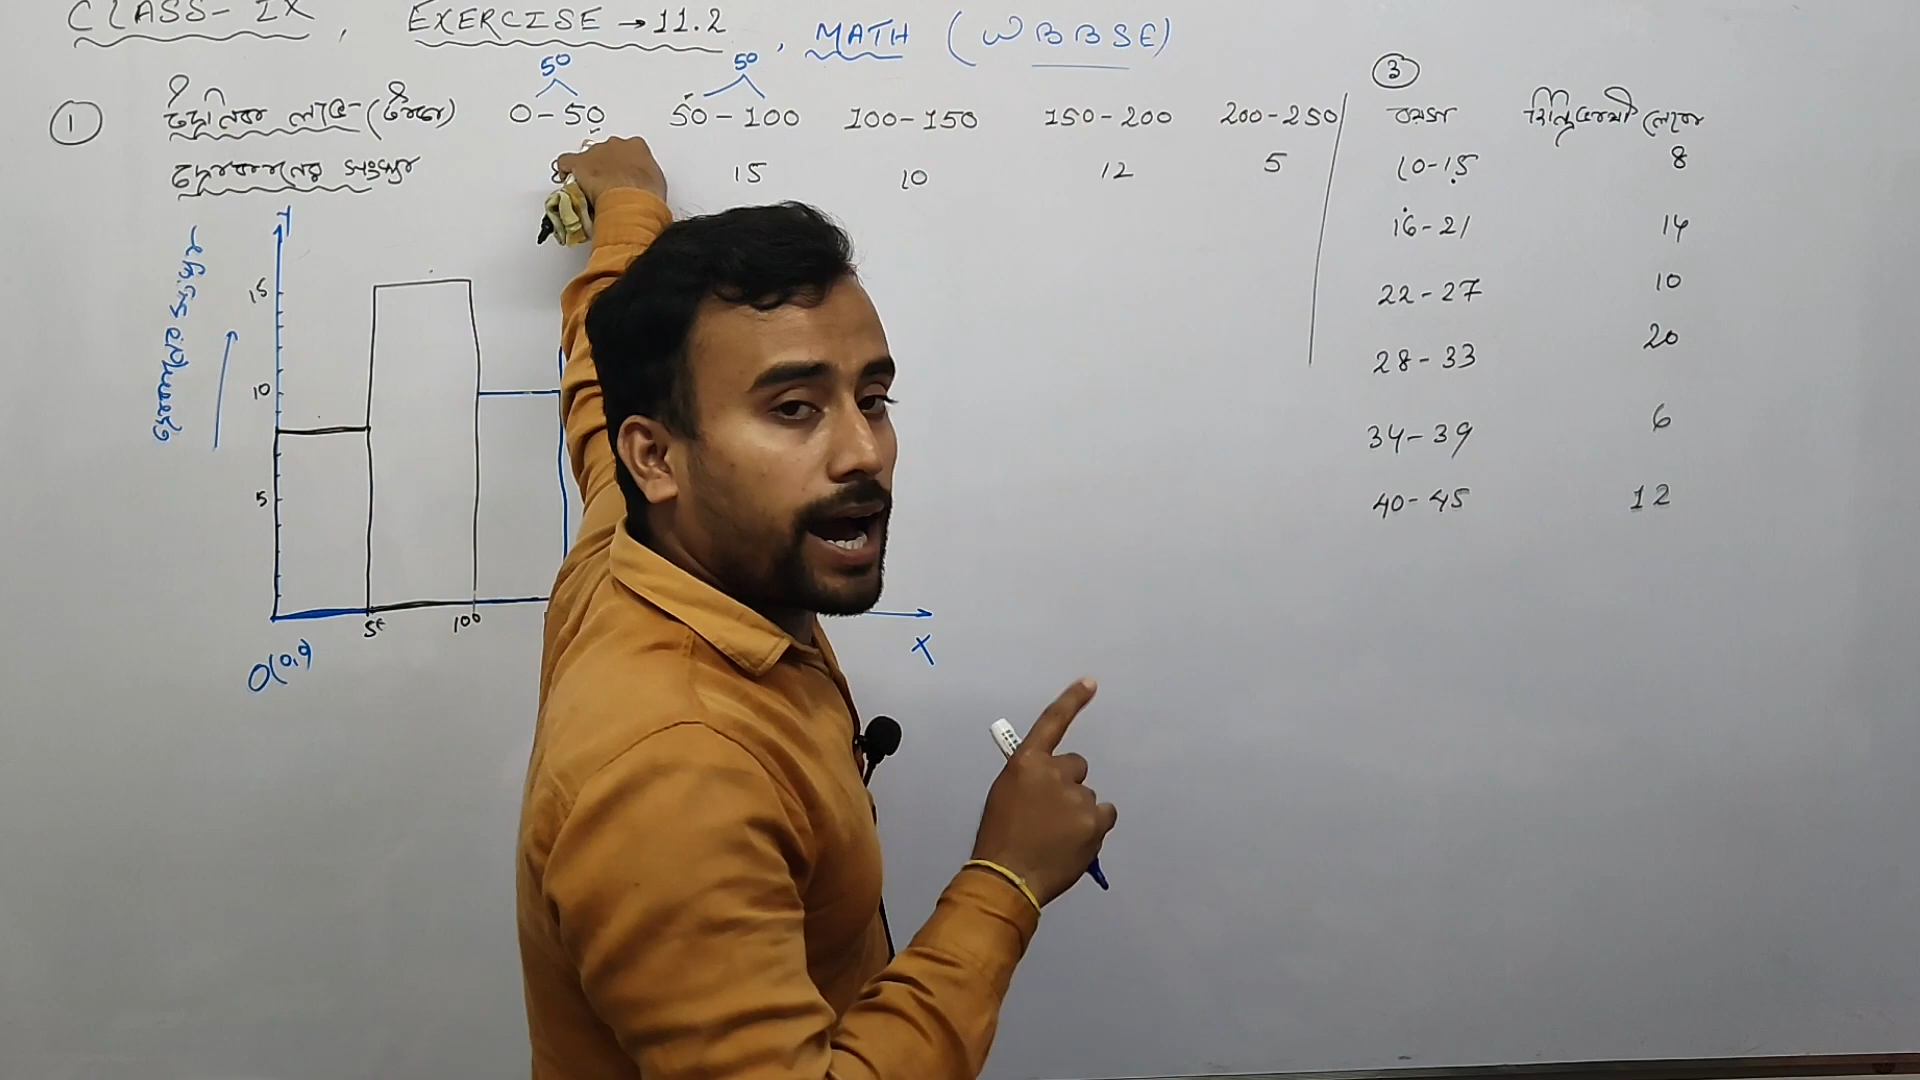 CLASS-IX, EXERCISE →11.2, MATH (WBBSE)
50 50
① দৈনিক লাভ (টাকা) 0-50 50-100 100-150 150-200 200-250
দোকানের সংখ্যা 8 15 10 12 5
Y
15
10
5
দোকানের সংখ্যা
50 100
O(0,0)
X
③
বয়স
10-15 8
16-21 14
22-27 10
28-33 20
34-39 6
40-45 12